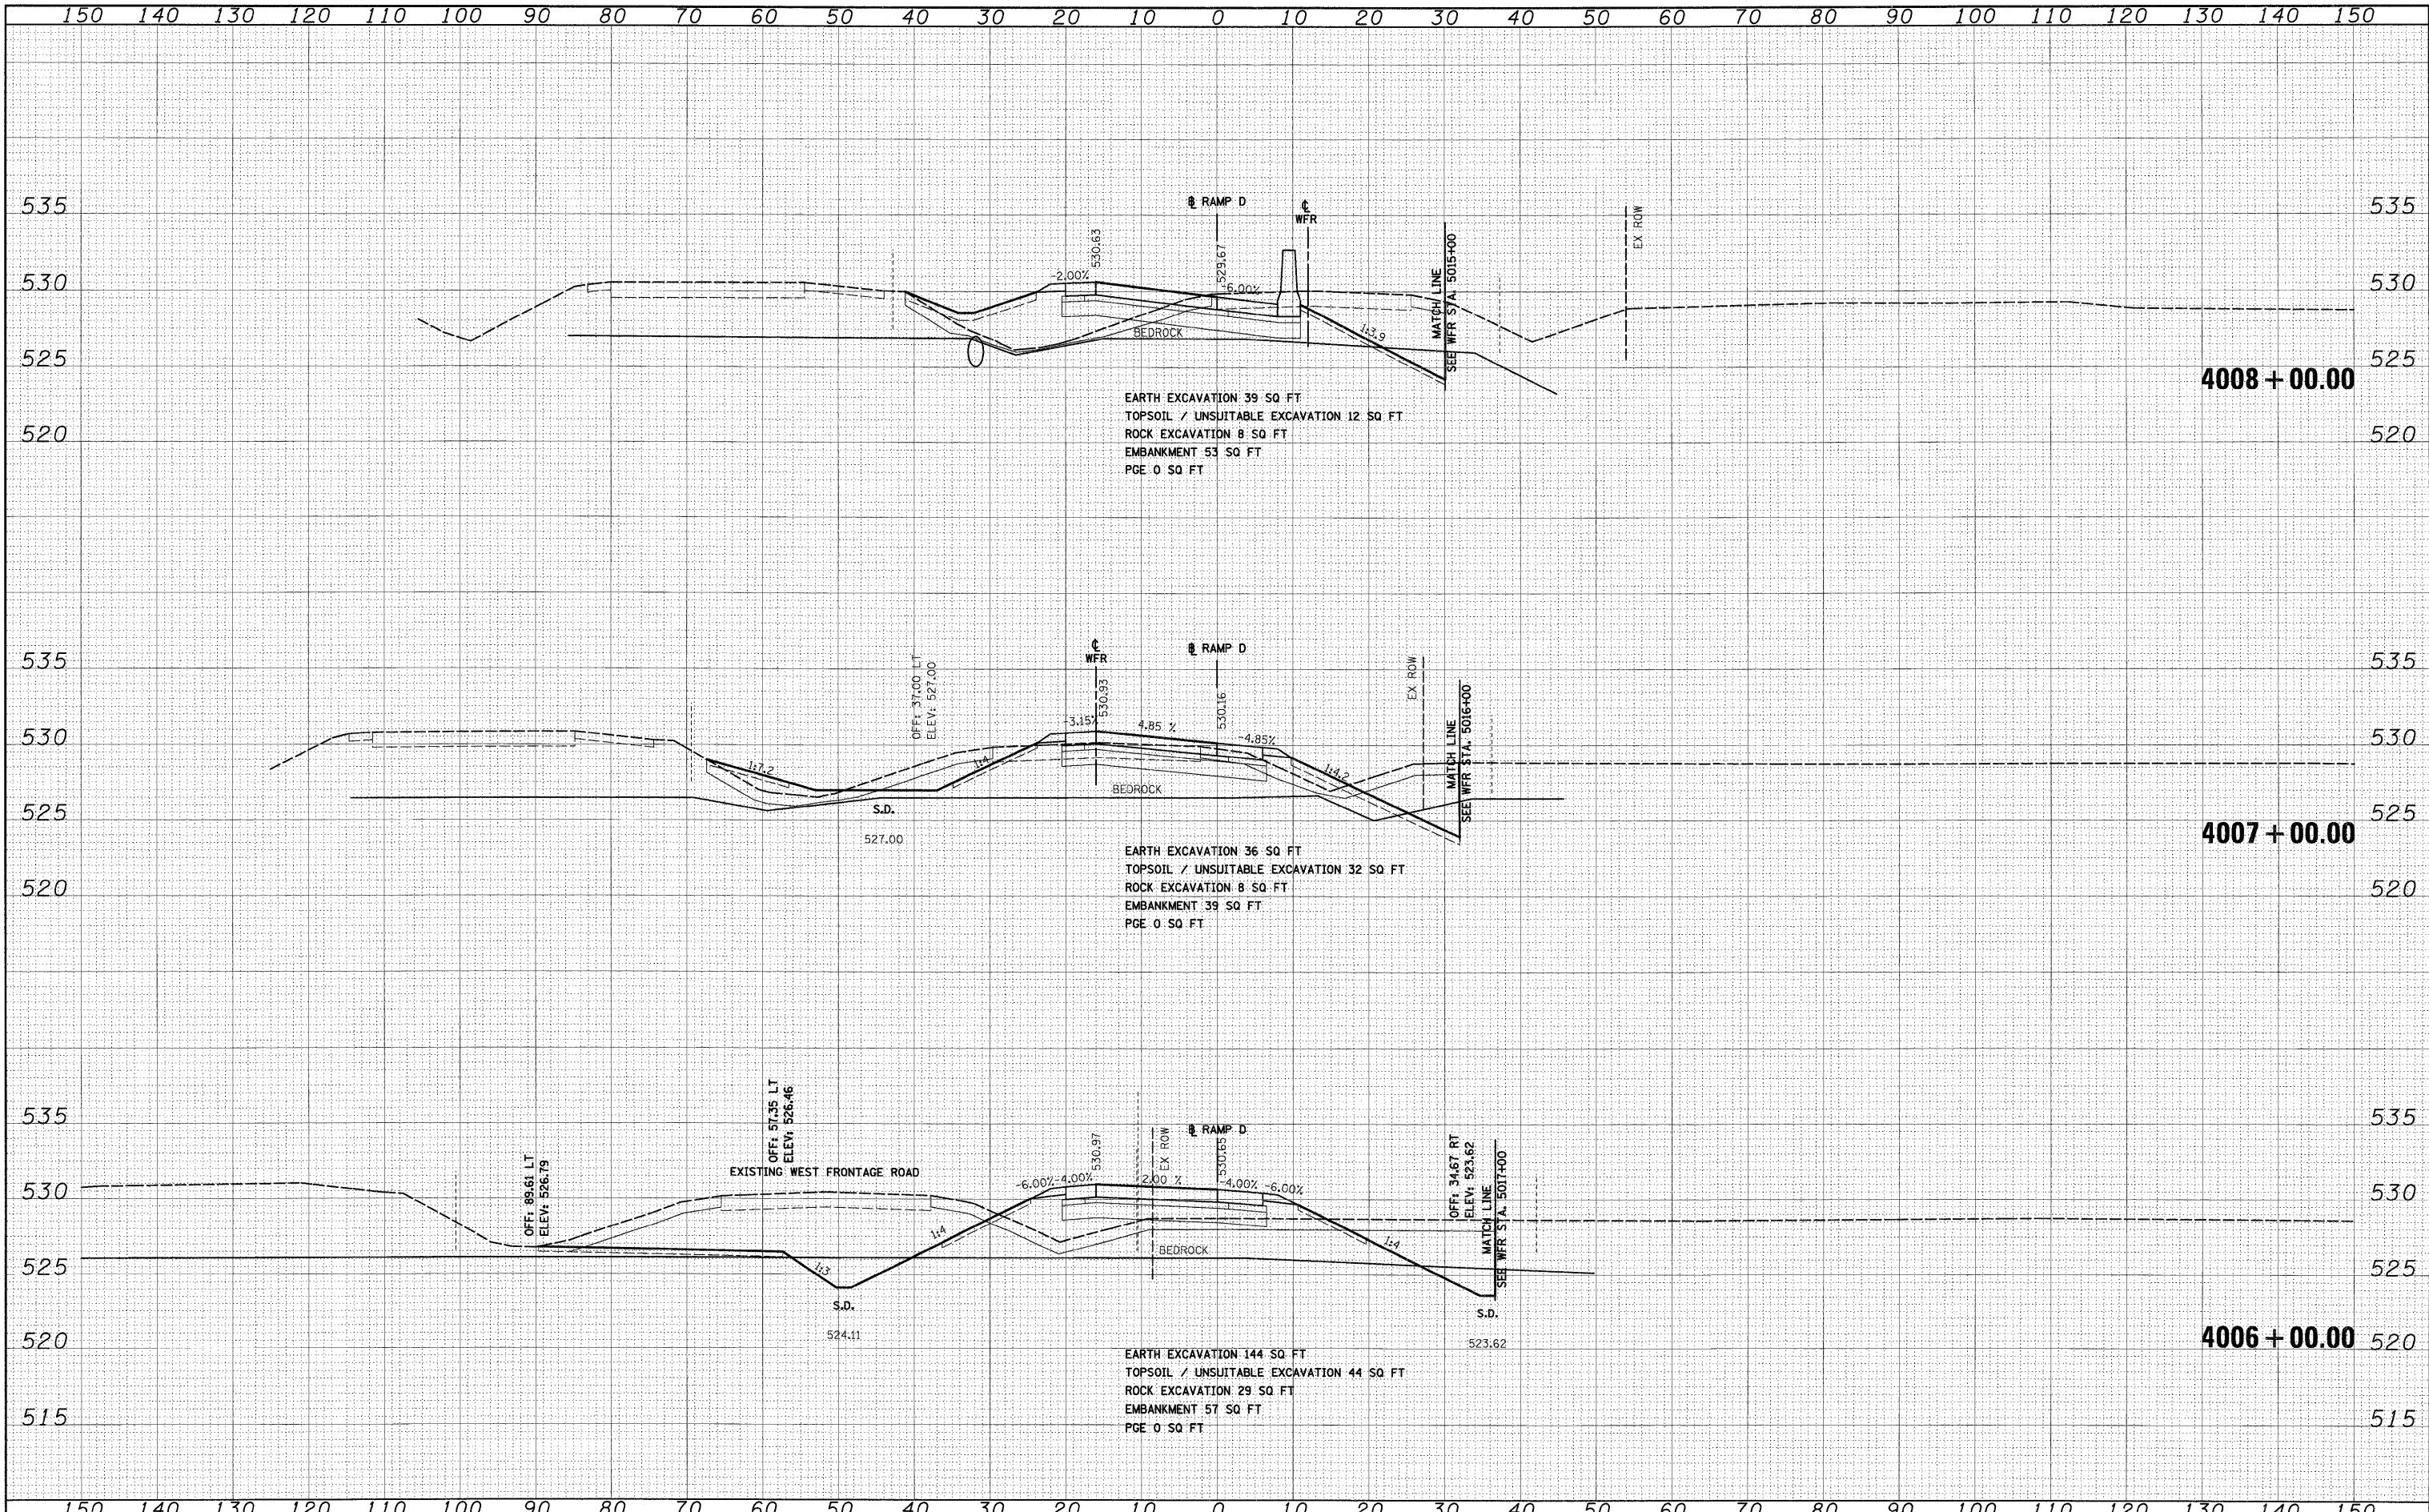 150 140 130 120 110 100 90 80 70 60 50 40 30 20 10 0 10 20 30 40 50 60 70 80 90 100 110 120 130 140 150
℄ RAMP D
℄
WFR
EX ROW
535 535
530.63
529.67
-2.00%
-6.00%
530 530
MATCH LINE
SEE WFR STA. 5015+00
BEDROCK
1:3.9
525 525
4008+00.00
EARTH EXCAVATION 39 SQ FT
TOPSOIL / UNSUITABLE EXCAVATION 12 SQ FT
ROCK EXCAVATION 8 SQ FT
EMBANKMENT 53 SQ FT
PGE 0 SQ FT
520 520
℄
WFR
℄ RAMP D
535 535
OFF: 37.00 LT
ELEV: 527.00
530.93
530.16
EX ROW
-3.15%
4.85 %
-4.85%
530 530
MATCH LINE
SEE WFR STA. 5016+00
1:7.2
1:4
1:4.2
BEDROCK
S.D.
527.00
525 525
4007+00.00
EARTH EXCAVATION 36 SQ FT
TOPSOIL / UNSUITABLE EXCAVATION 32 SQ FT
ROCK EXCAVATION 8 SQ FT
EMBANKMENT 39 SQ FT
PGE 0 SQ FT
520 520
535 535
OFF: 57.35 LT
ELEV: 526.46
℄ RAMP D
OFF: 89.61 LT
ELEV: 526.79
EXISTING WEST FRONTAGE ROAD
530.97
EX ROW
530.65
OFF: 34.67 RT
ELEV: 523.62
MATCH LINE
SEE WFR STA. 5017+00
-6.00% -4.00%
2.00 %
-4.00% -6.00%
530 530
1:3
1:4
1:4
BEDROCK
525 525
S.D.
524.11
S.D.
523.62
4006+00.00
520 520
EARTH EXCAVATION 144 SQ FT
TOPSOIL / UNSUITABLE EXCAVATION 44 SQ FT
ROCK EXCAVATION 29 SQ FT
EMBANKMENT 57 SQ FT
PGE 0 SQ FT
515 515
150 140 130 120 110 100 90 80 70 60 50 40 30 20 10 0 10 20 30 40 50 60 70 80 90 100 110 120 130 140 150